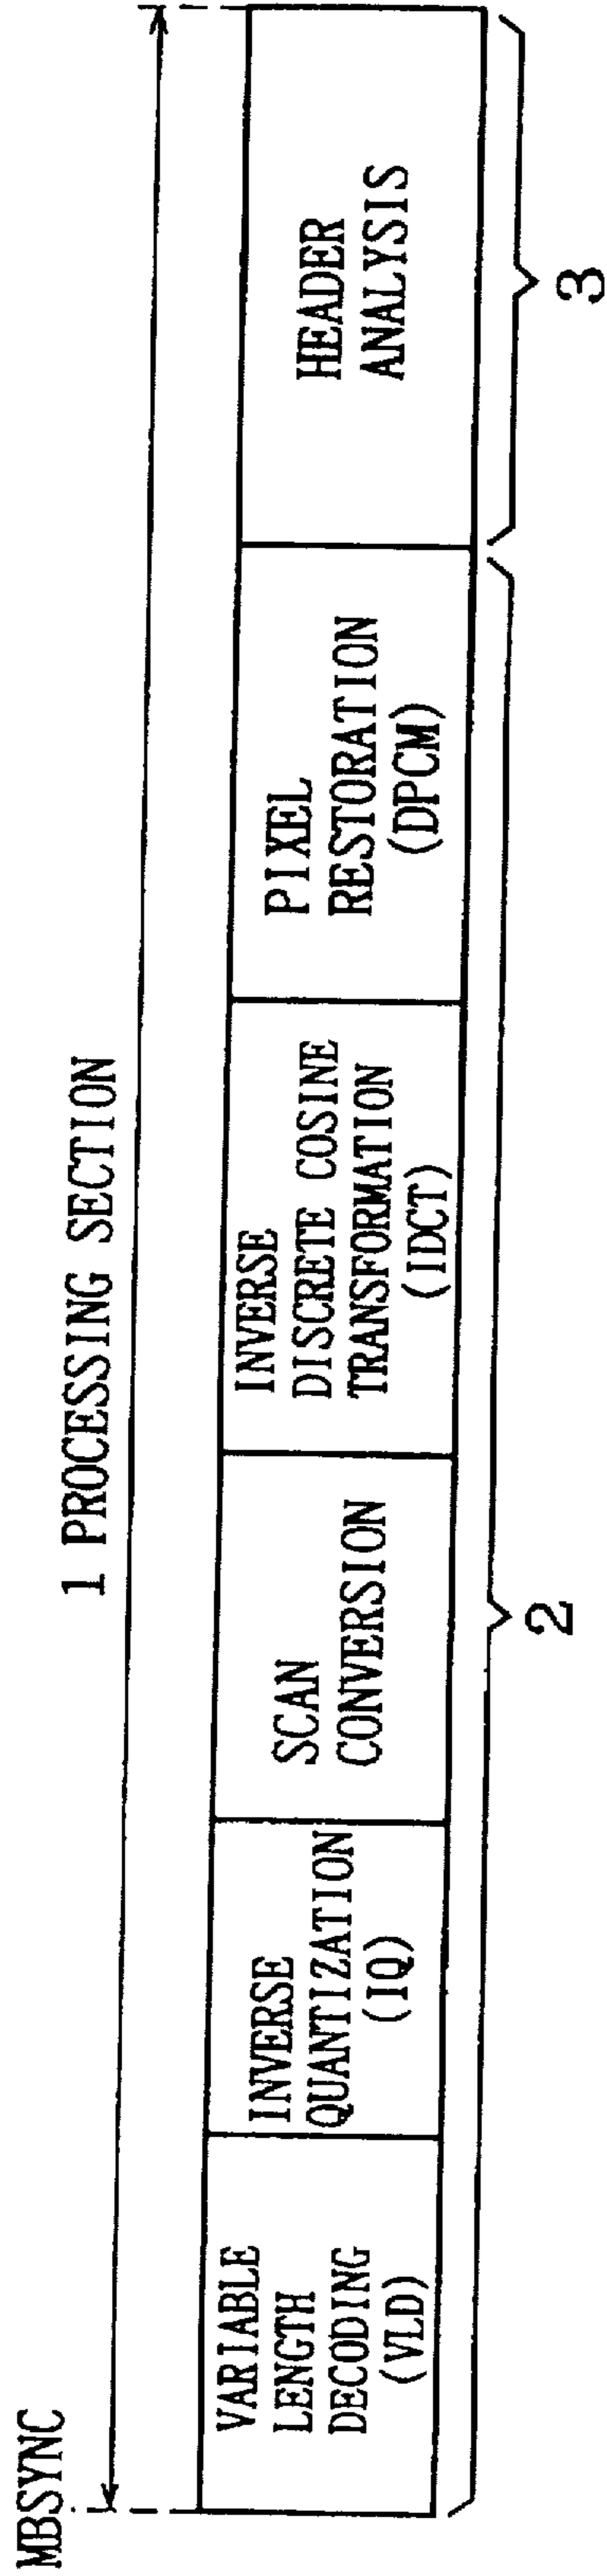 1 PROCESSING SECTION
MBSYNC
VARIABLE
LENGTH
DECODING
(VLD)
INVERSE
QUANTIZATION
(IQ)
SCAN
CONVERSION
INVERSE
DISCRETE COSINE
TRANSFORMATION
(IDCT)
PIXEL
RESTORATION
(DPCM)
HEADER
ANALYSIS
2
3